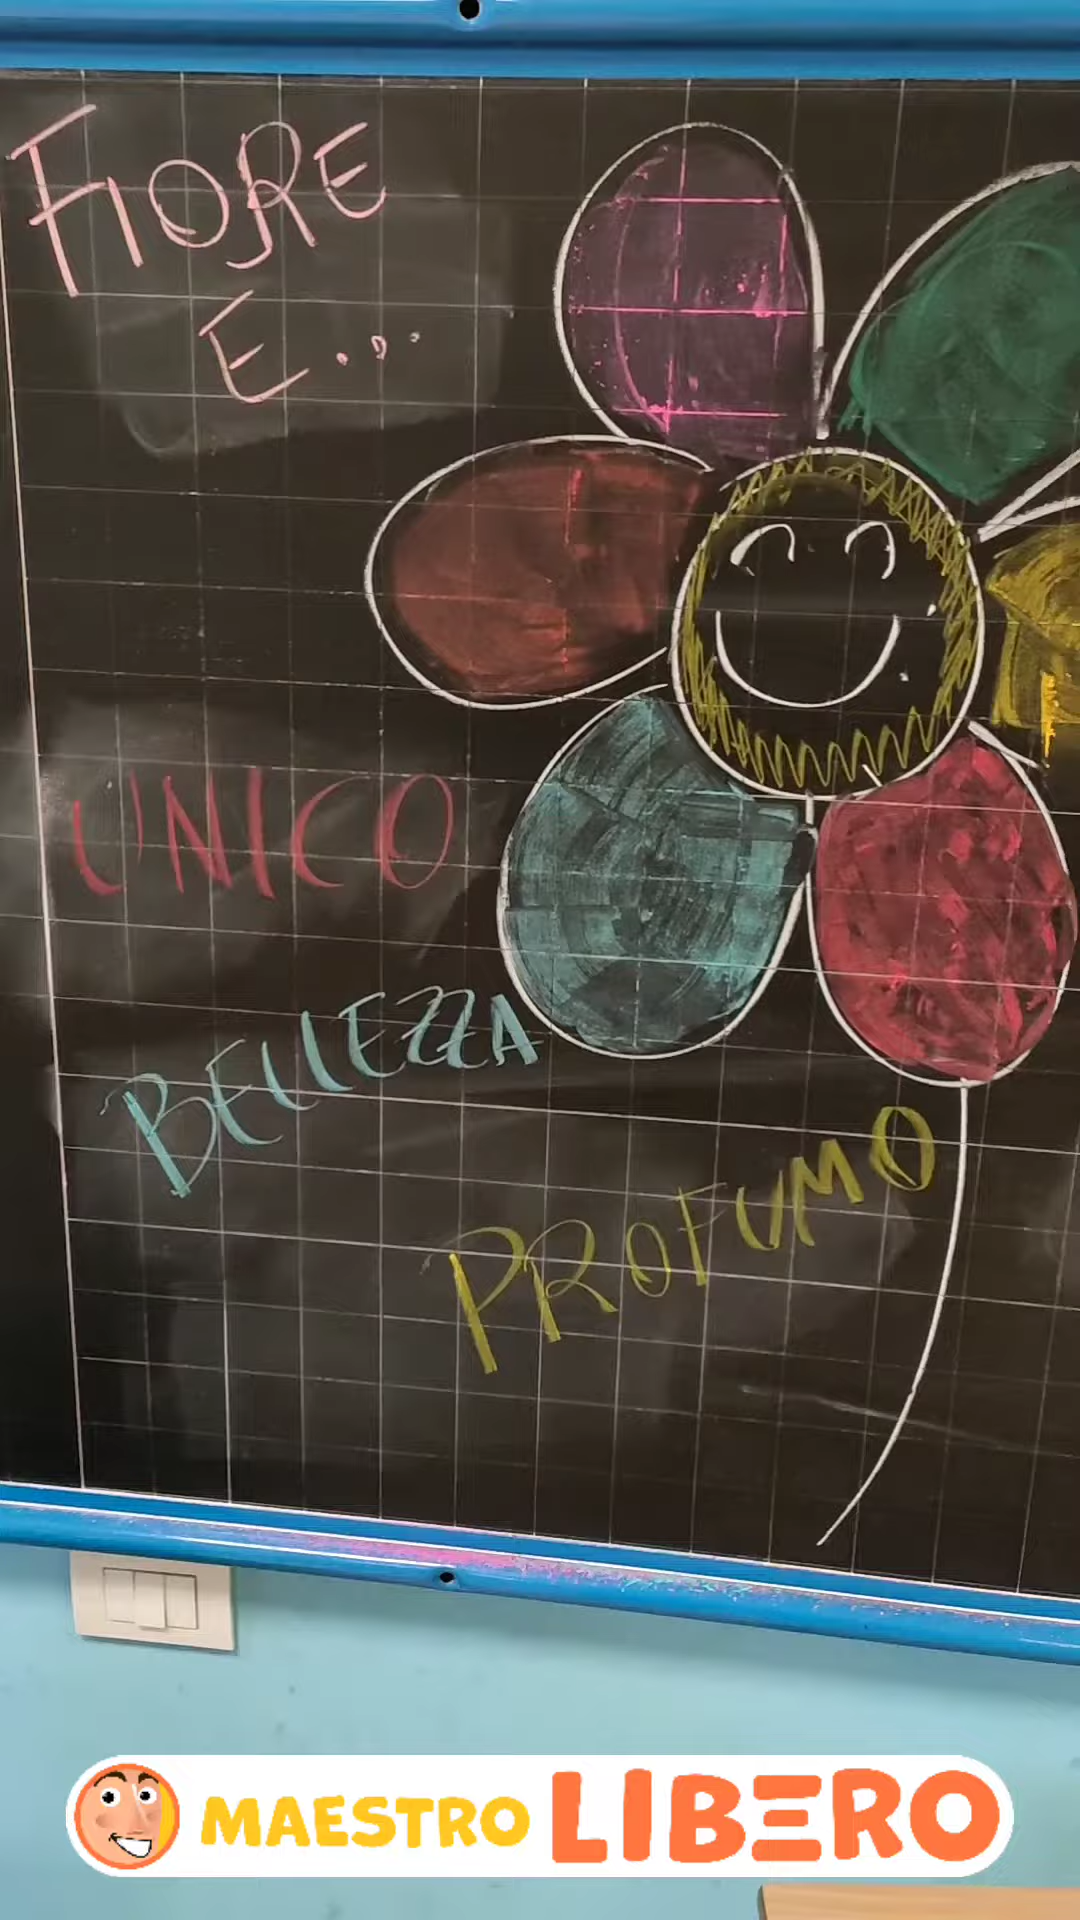 FIORE
E...
UNICO
BELLEZZA
PROFUMO
MAESTRO LIBERO